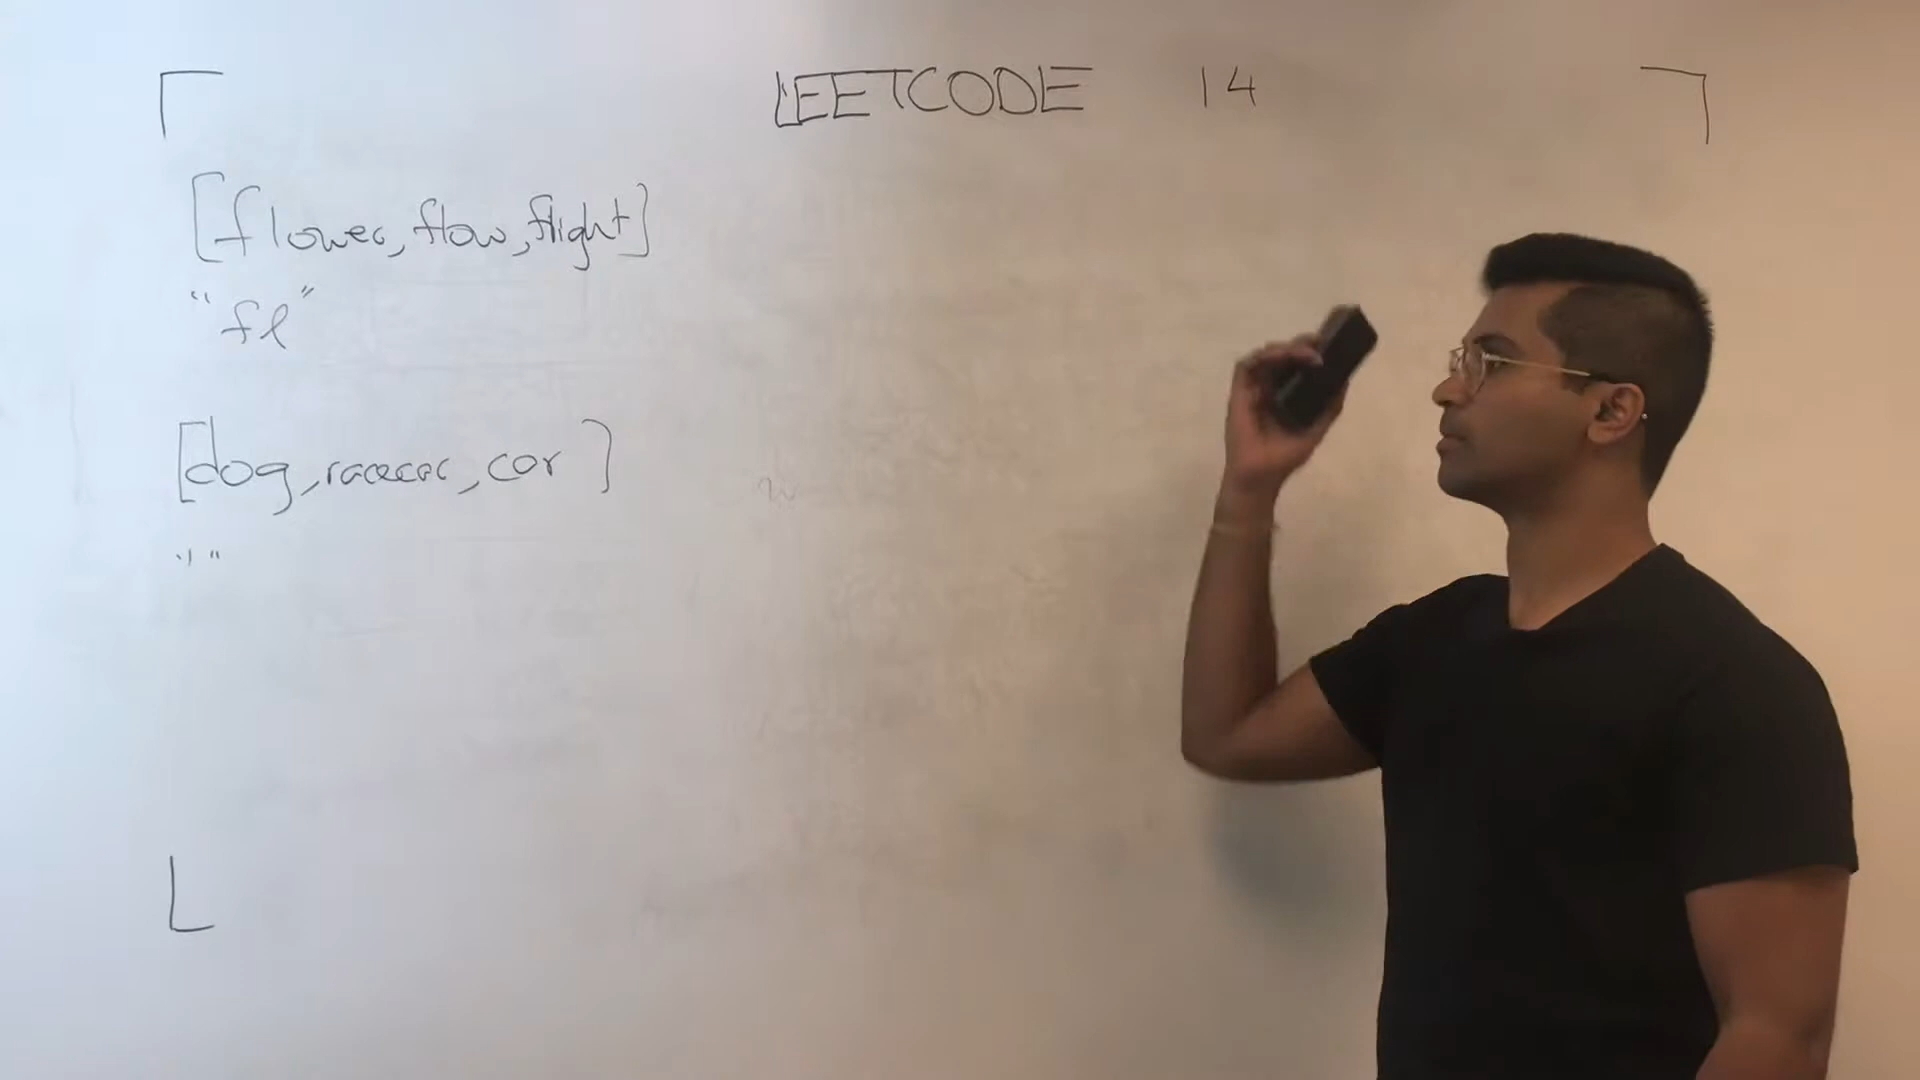 LEETCODE 14
[flower, flow, flight]
"fl"
[dog, racecar, car]
" "